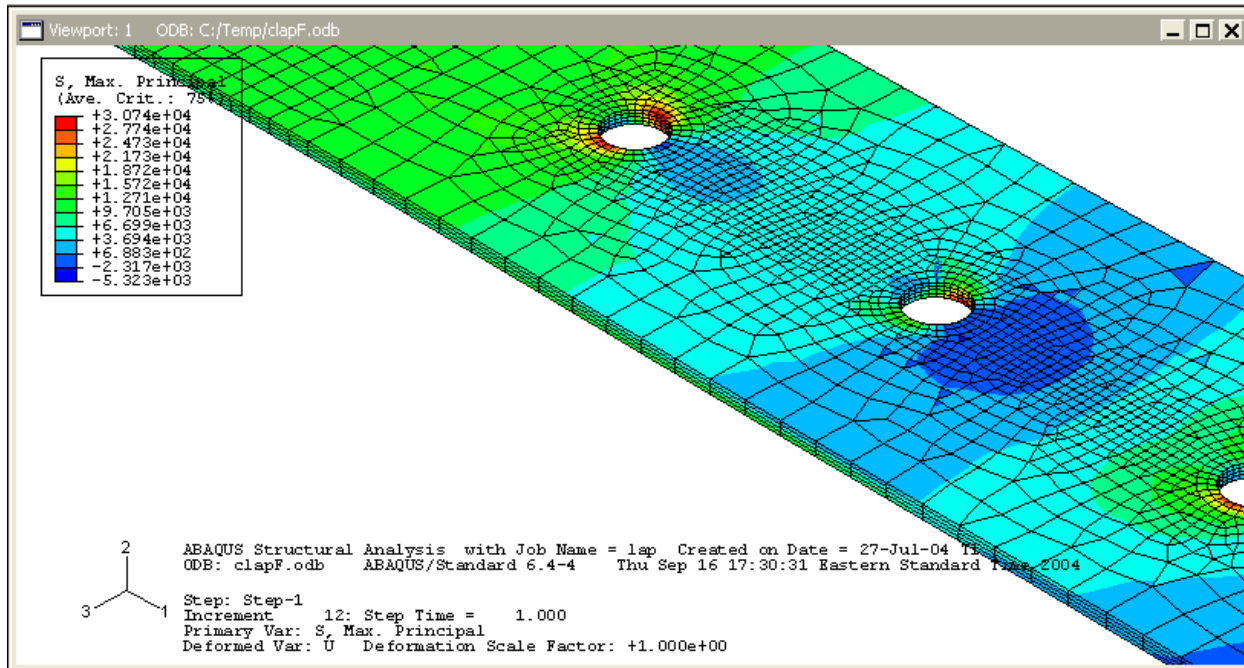 Viewport: 1 ODB: C:/Temp/clapF.odb
S, Max. Principal
(Ave. Crit.: 75%)
+3.074e+04
+2.774e+04
+2.473e+04
+2.173e+04
+1.872e+04
+1.572e+04
+1.271e+04
+9.705e+03
+6.699e+03
+3.694e+03
+6.883e+02
-2.317e+03
-5.323e+03
2
3
1
ABAQUS Structural Analysis with Job Name = lap Created on Date = 27-Jul-04
ODB: clapF.odb ABAQUS/Standard 6.4-4 Thu Sep 16 17:30:31 Eastern Standard Time 2004
Step: Step-1
Increment 12: Step Time = 1.000
Primary Var: S, Max. Principal
Deformed Var: U Deformation Scale Factor: +1.000e+00